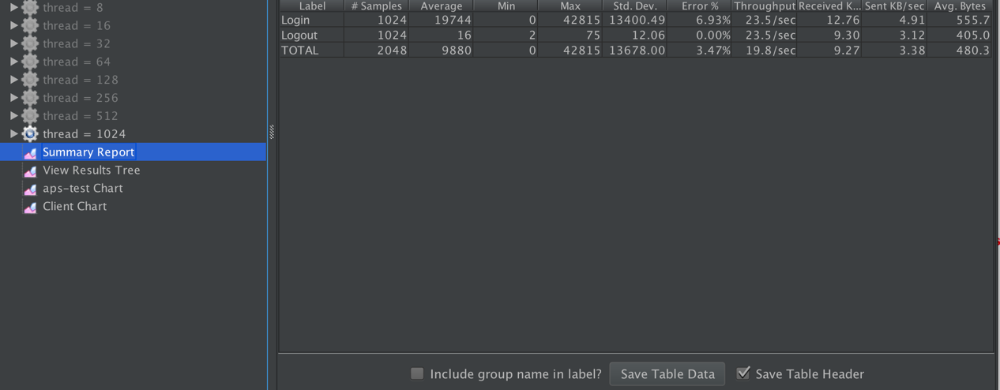 thread = 8
thread = 16
thread = 32
thread = 64
thread = 128
thread = 256
thread = 512
thread = 1024
Summary Report
View Results Tree
aps-test Chart
Client Chart
Label # Samples Average Min Max Std. Dev. Error % Throughput Received K... Sent KB/sec Avg. Bytes
Login 1024 19744 0 42815 13400.49 6.93% 23.5/sec 12.76 4.91 555.7
Logout 1024 16 2 75 12.06 0.00% 23.5/sec 9.30 3.12 405.0
TOTAL 2048 9880 0 42815 13678.00 3.47% 19.8/sec 9.27 3.38 480.3
Include group name in label? Save Table Data Save Table Header